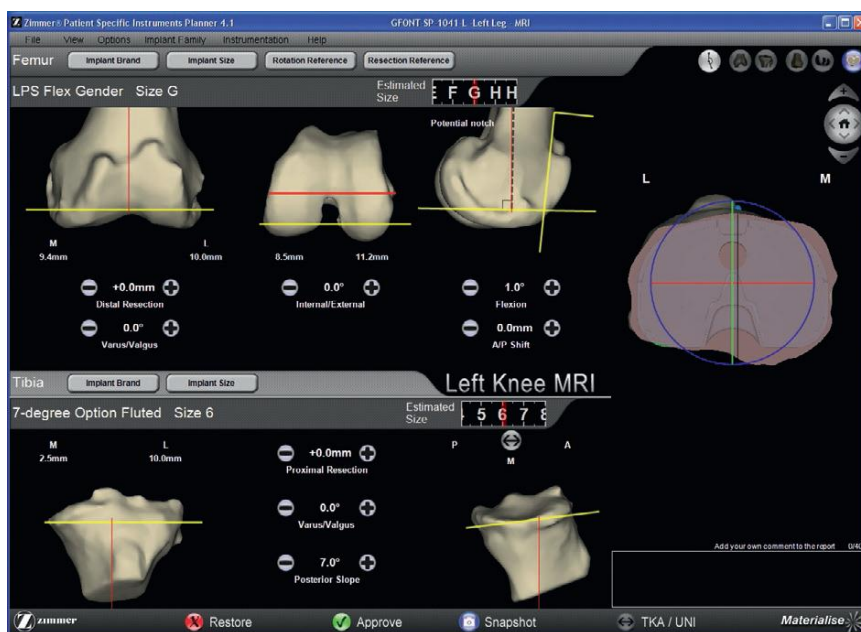 Zimmer® Patient Specific Instruments Planner 4.1 GFONT SP-1041-L -Left Leg - MRI
File View Options Implant Family Instrumentation Help
Femur Implant Brand Implant Size Rotation Reference Resection Reference
LPS Flex Gender Size G Estimated Size E F G H H
Potential notch
M L
9.4mm 10.0mm 8.5mm 11.2mm
+0.0mm 0.0° 1.0°
Distal Resection Internal/External Flexion
0.0° 0.0mm
Varus/Valgus A/P Shift
L M
Tibia Implant Brand Implant Size Left Knee MRI
7-degree Option Fluted Size 6 Estimated Size 5 6 7 8
M L P M A
2.5mm 10.0mm
+0.0mm
Proximal Resection
0.0°
Varus/Valgus
7.0°
Posterior Slope
Add your own comment to the report 0/40
zimmer Restore Approve Snapshot TKA / UNI Materialise